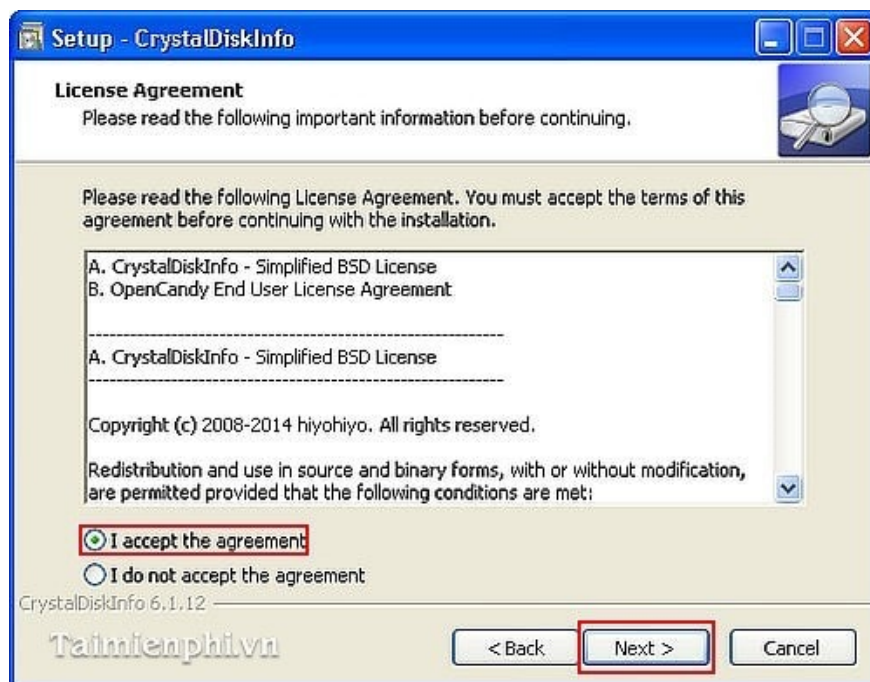 Setup - CrystalDiskInfo
License Agreement
Please read the following important information before continuing.
Please read the following License Agreement. You must accept the terms of this
agreement before continuing with the installation.
A. CrystalDiskInfo - Simplified BSD License
B. OpenCandy End User License Agreement
----------------------------------------------------------
A. CrystalDiskInfo - Simplified BSD License
----------------------------------------------------------
Copyright (c) 2008-2014 hiyohiyo. All rights reserved.
Redistribution and use in source and binary forms, with or without modification,
are permitted provided that the following conditions are met:
I accept the agreement
I do not accept the agreement
CrystalDiskInfo 6.1.12
Taimienphi.vn
< Back Next > Cancel